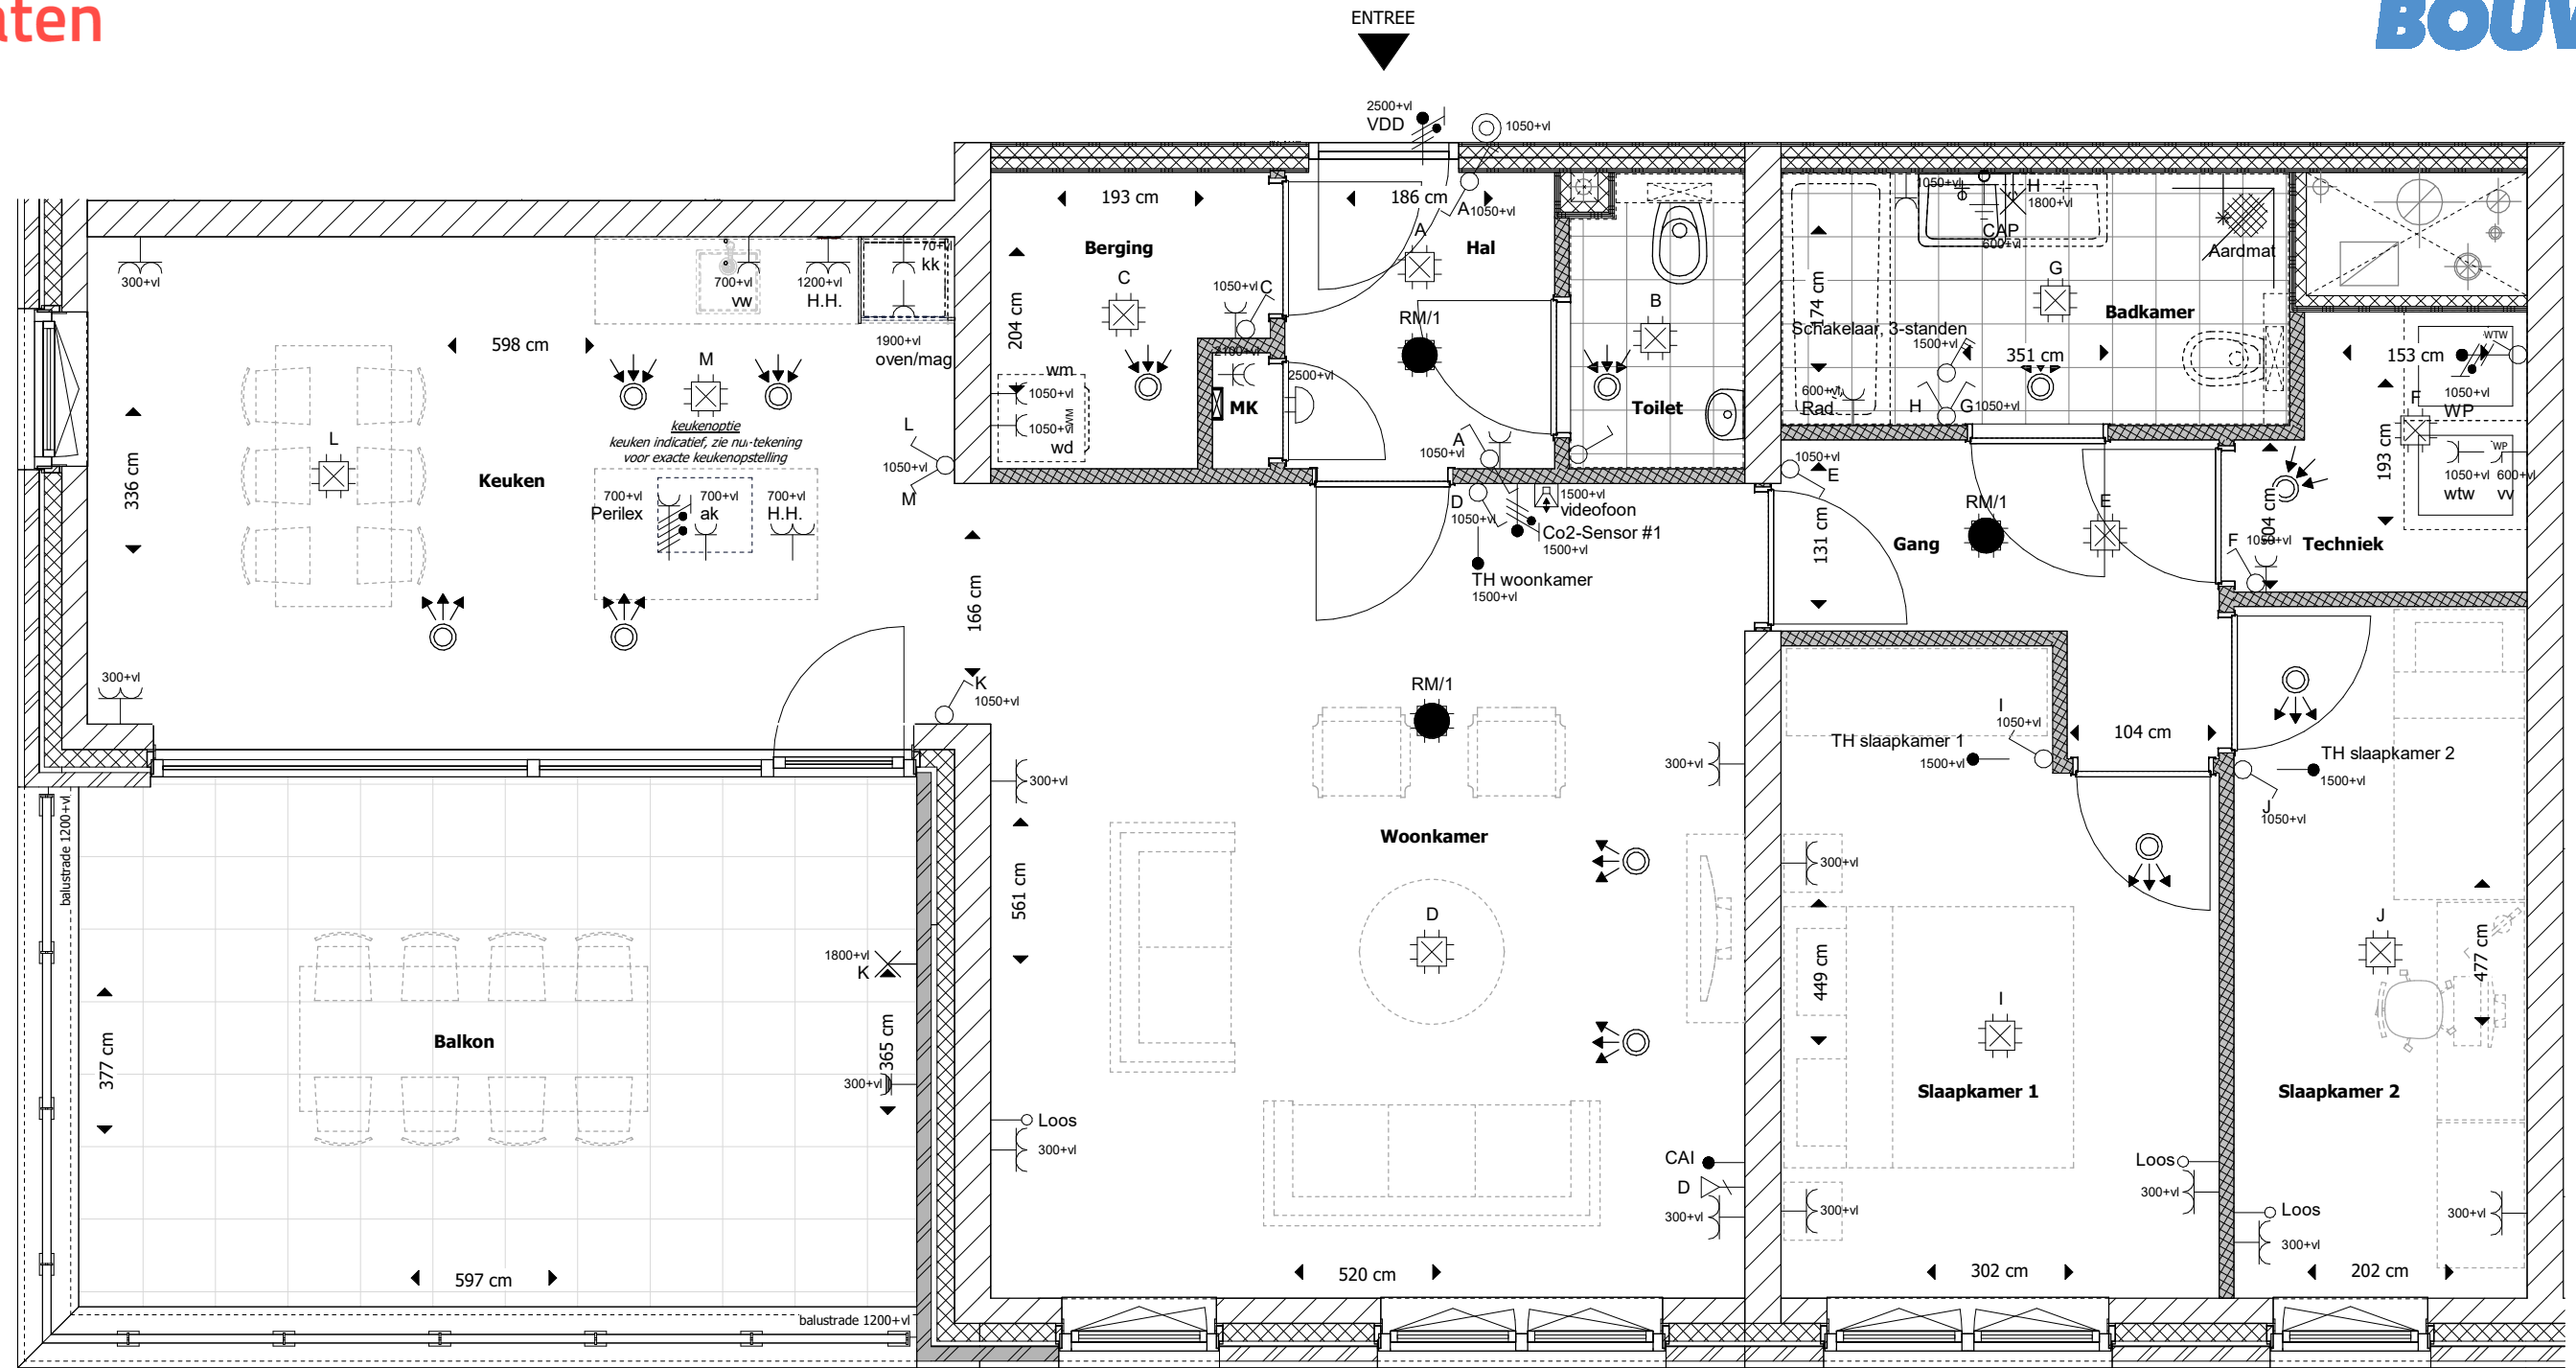 aten
ENTREE
BOUW
2500+vl
VDD
1050+vl
193 cm
186 cm
A 1050+vl
A
Berging
Hal
C
204 cm
1050+vl C
RM/1
B
Toilet
2500+vl
MK
wm
1050+vl
WM
wd
A
1050+vl
1050+vl
H
1800+vl
CAP
600+vl
Aardmat
G
174 cm
Badkamer
Schakelaar, 3-standen
1500+vl
351 cm
600+vl
Rad.
H
G 1050+vl
153 cm
WTW
1050+vl
F
WP
193 cm
WP
1050+vl
600+vl
wtw
vv
300+vl
700+vl
vw
1200+vl
H.H.
70+vl
kk
598 cm
1900+vl
oven/mag
M
keukenoptie
keuken indicatief, zie nul-tekening
voor exacte keukenopstelling
L
L
1050+vl
M
336 cm
Keuken
700+vl
Perilex
700+vl
ak
700+vl
H.H.
166 cm
300+vl
K
1050+vl
D
1050+vl
1500+vl
videofoon
Co2-Sensor #1
1500+vl
TH woonkamer
1500+vl
1050+vl
E
131 cm
Gang
RM/1
E
F 1050+vl
Techniek
RM/1
I
1050+vl
TH slaapkamer 1
1500+vl
104 cm
TH slaapkamer 2
1500+vl
J
1050+vl
300+vl
300+vl
balustrade 1200+vl
Woonkamer
561 cm
D
300+vl
449 cm
J
477 cm
1800+vl
K
365 cm
377 cm
Balkon
300+vl
I
Slaapkamer 1
Slaapkamer 2
Loos
300+vl
CAI
D
300+vl
300+vl
Loos
300+vl
Loos
300+vl
300+vl
597 cm
520 cm
302 cm
202 cm
balustrade 1200+vl